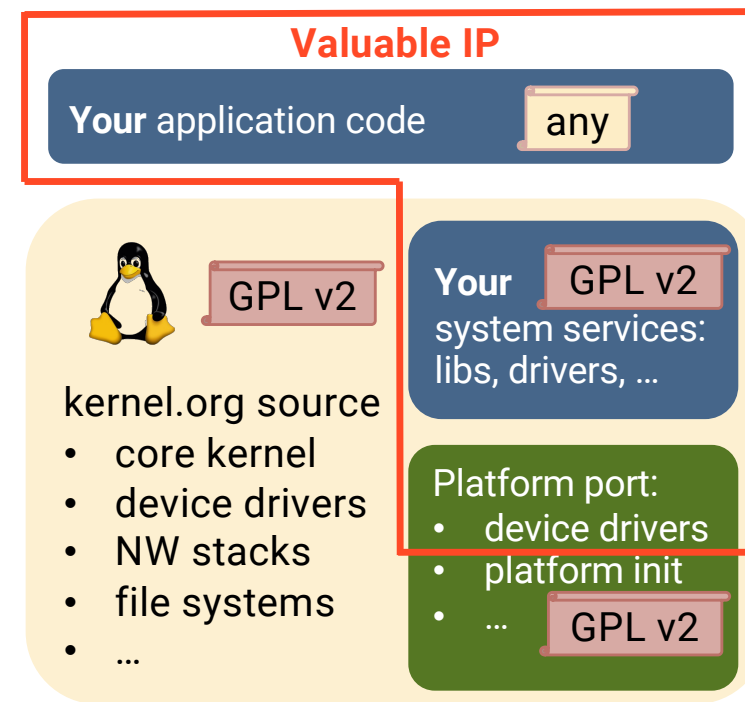 Valuable IP
Your application code
any
GPL v2
kernel.org source
• core kernel
• device drivers
• NW stacks
• file systems
• …
Your
GPL v2
system services:
libs, drivers, …
Platform port:
• device drivers
• platform init
• …
GPL v2